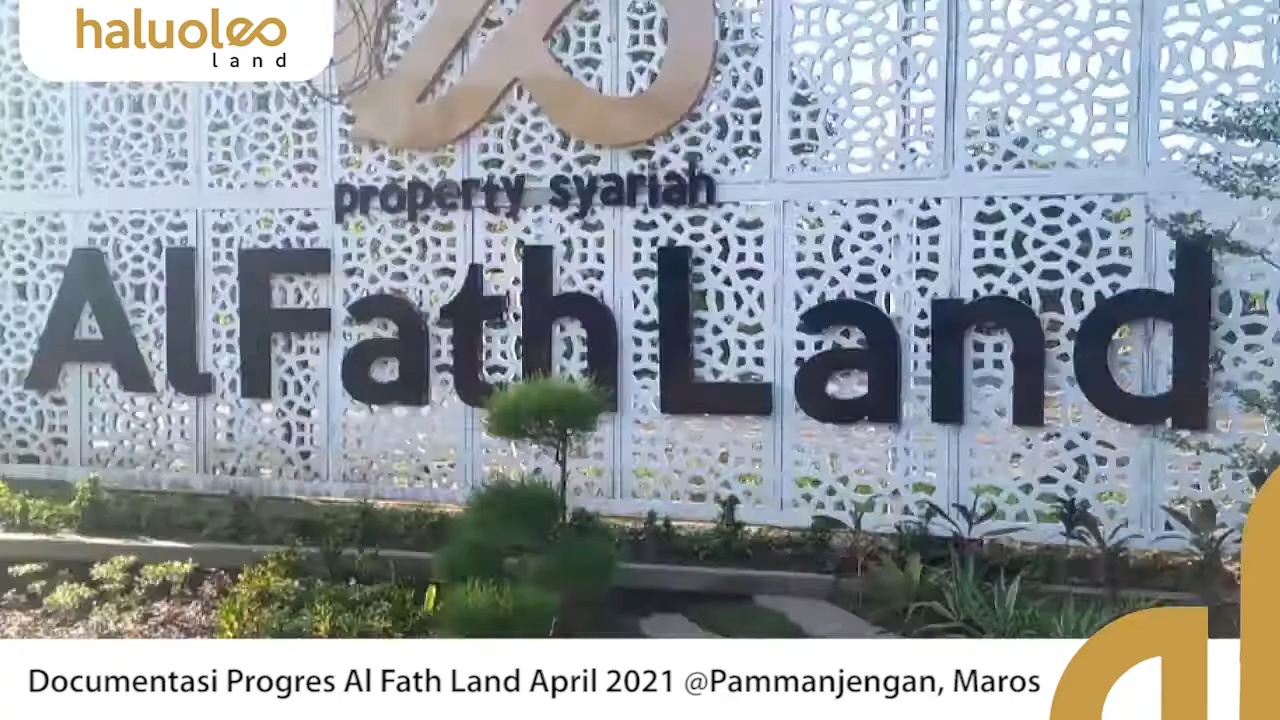 haluoleo
land
property syariah
AlFathLand
Documentasi Progres Al Fath Land April 2021 @Pammanjengan, Maros